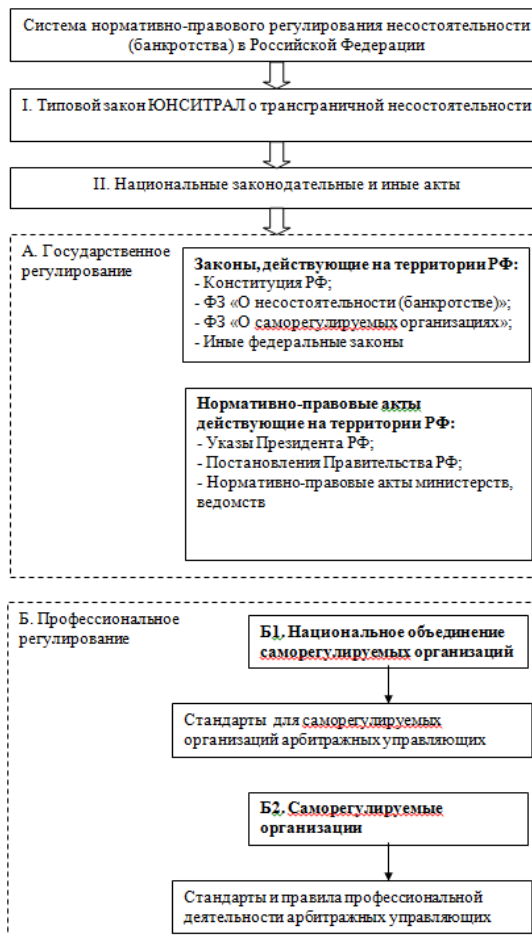 Система нормативно-правового регулирования несостоятельности
(банкротства) в Российской Федерации
I. Типовой закон ЮНСИТРАЛ о трансграничной несостоятельности
II. Национальные законодательные и иные акты
А. Государственное
регулирование
Законы, действующие на территории РФ:
- Конституция РФ;
- ФЗ «О несостоятельности (банкротстве)»;
- ФЗ «О саморегулируемых организациях»;
- Иные федеральные законы
Нормативно-правовые акты
действующие на территории РФ:
- Указы Президента РФ;
- Постановления Правительства РФ;
- Нормативно-правовые акты министерств,
ведомств
Б. Профессиональное
регулирование
Б1. Национальное объединение
саморегулируемых организаций
Стандарты для саморегулируемых
организаций арбитражных управляющих
Б2. Саморегулируемые
организации
Стандарты и правила профессиональной
деятельности арбитражных управляющих